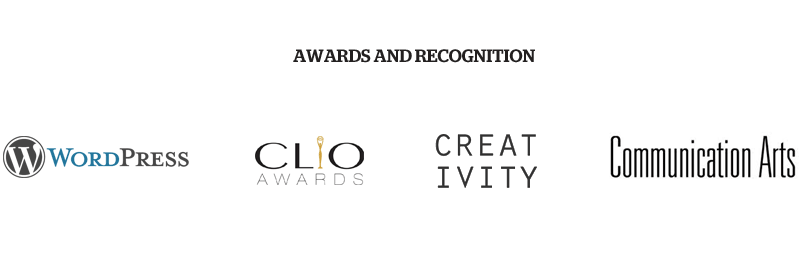 AWARDS AND RECOGNITION
WORDPRESS
CLIO
AWARDS
CREAT
IVITY
Communication Arts